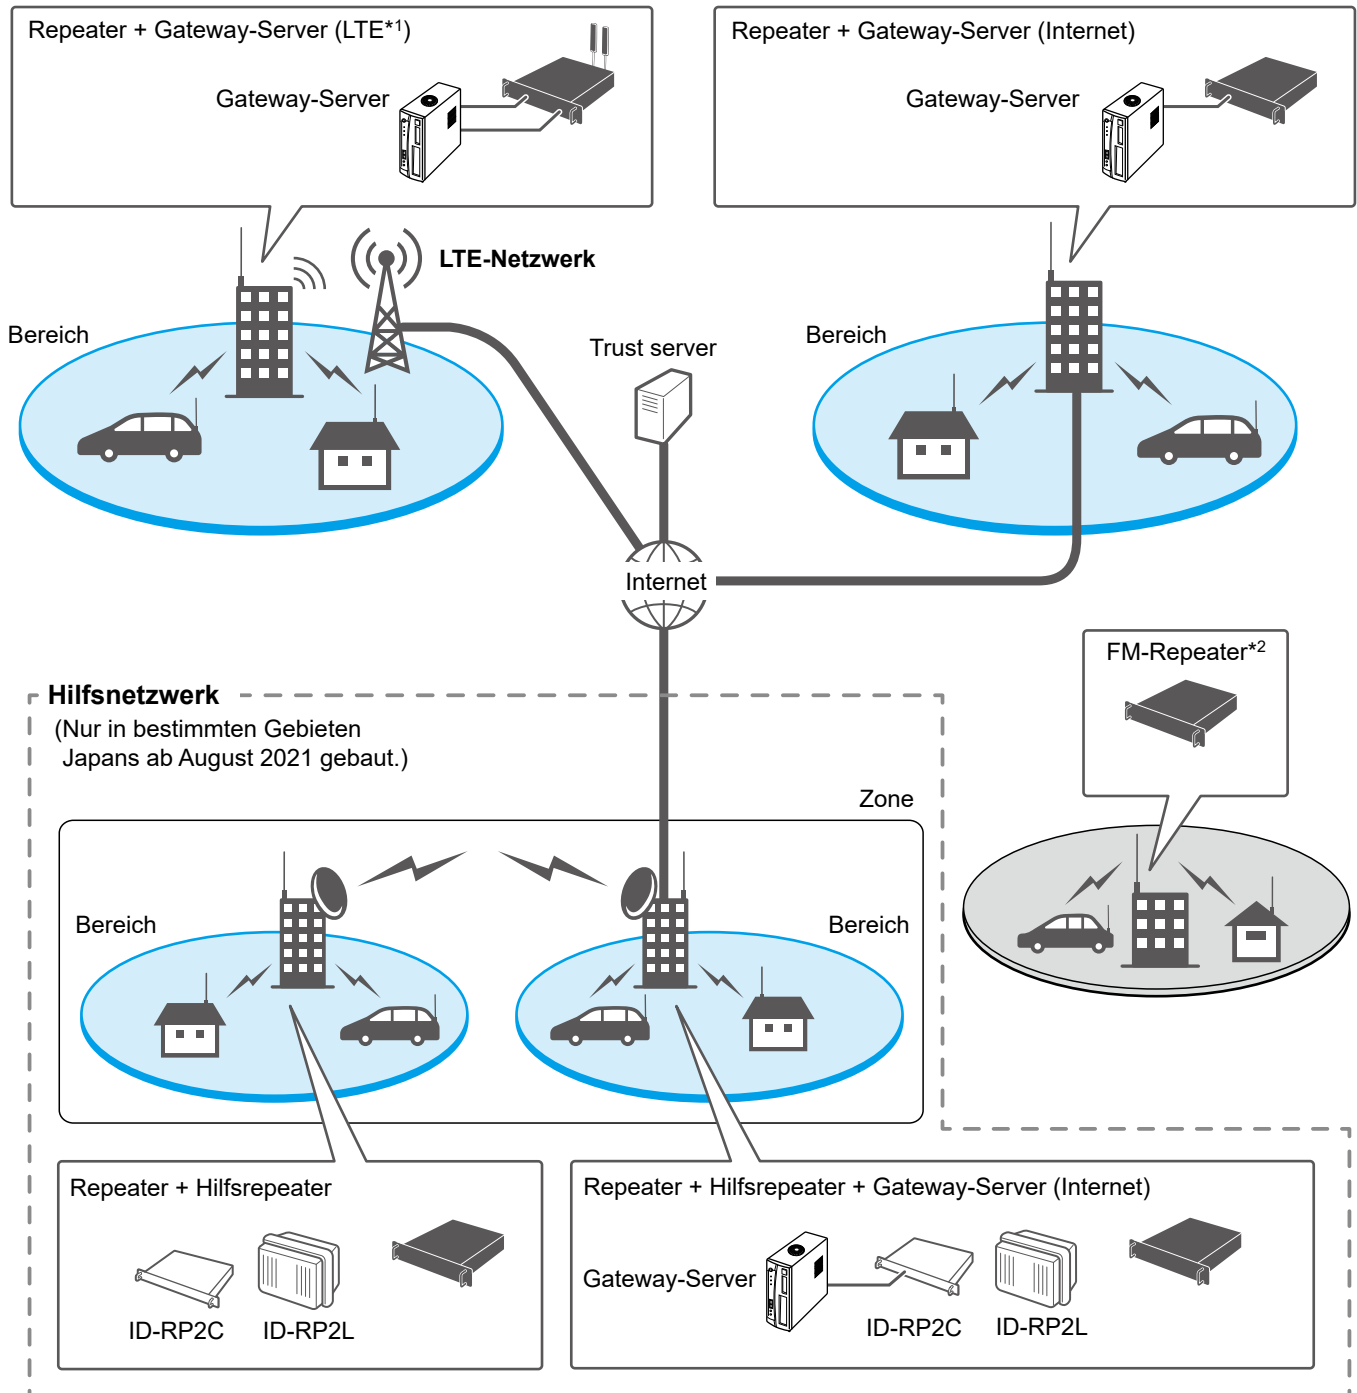 Repeater + Gateway-Server (LTE*1)
Gateway-Server
Repeater + Gateway-Server (Internet)
Gateway-Server
LTE-Netzwerk
Bereich
Trust server
Bereich
Internet
FM-Repeater*2
Hilfsnetzwerk
(Nur in bestimmten Gebieten
Japans ab August 2021 gebaut.)
Zone
Bereich
Bereich
Repeater + Hilfsrepeater
ID-RP2C
ID-RP2L
Repeater + Hilfsrepeater + Gateway-Server (Internet)
Gateway-Server
ID-RP2C
ID-RP2L